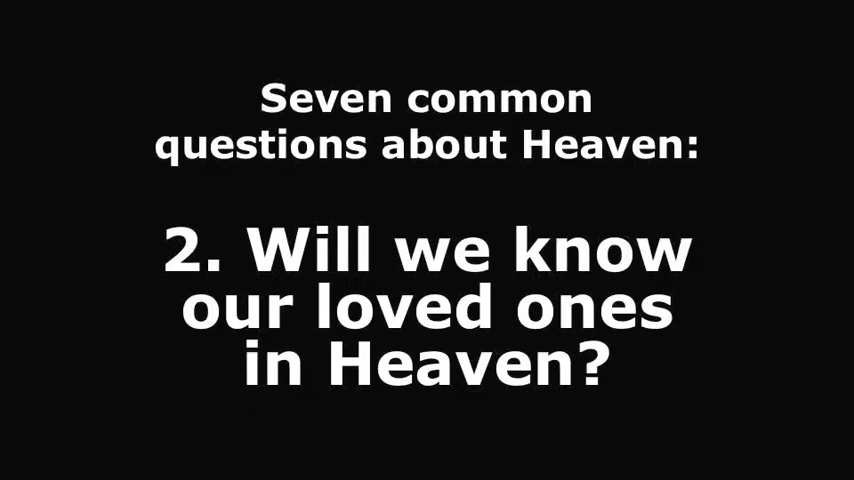 Seven common
questions about Heaven:
2. Will we know
our loved ones
in Heaven?